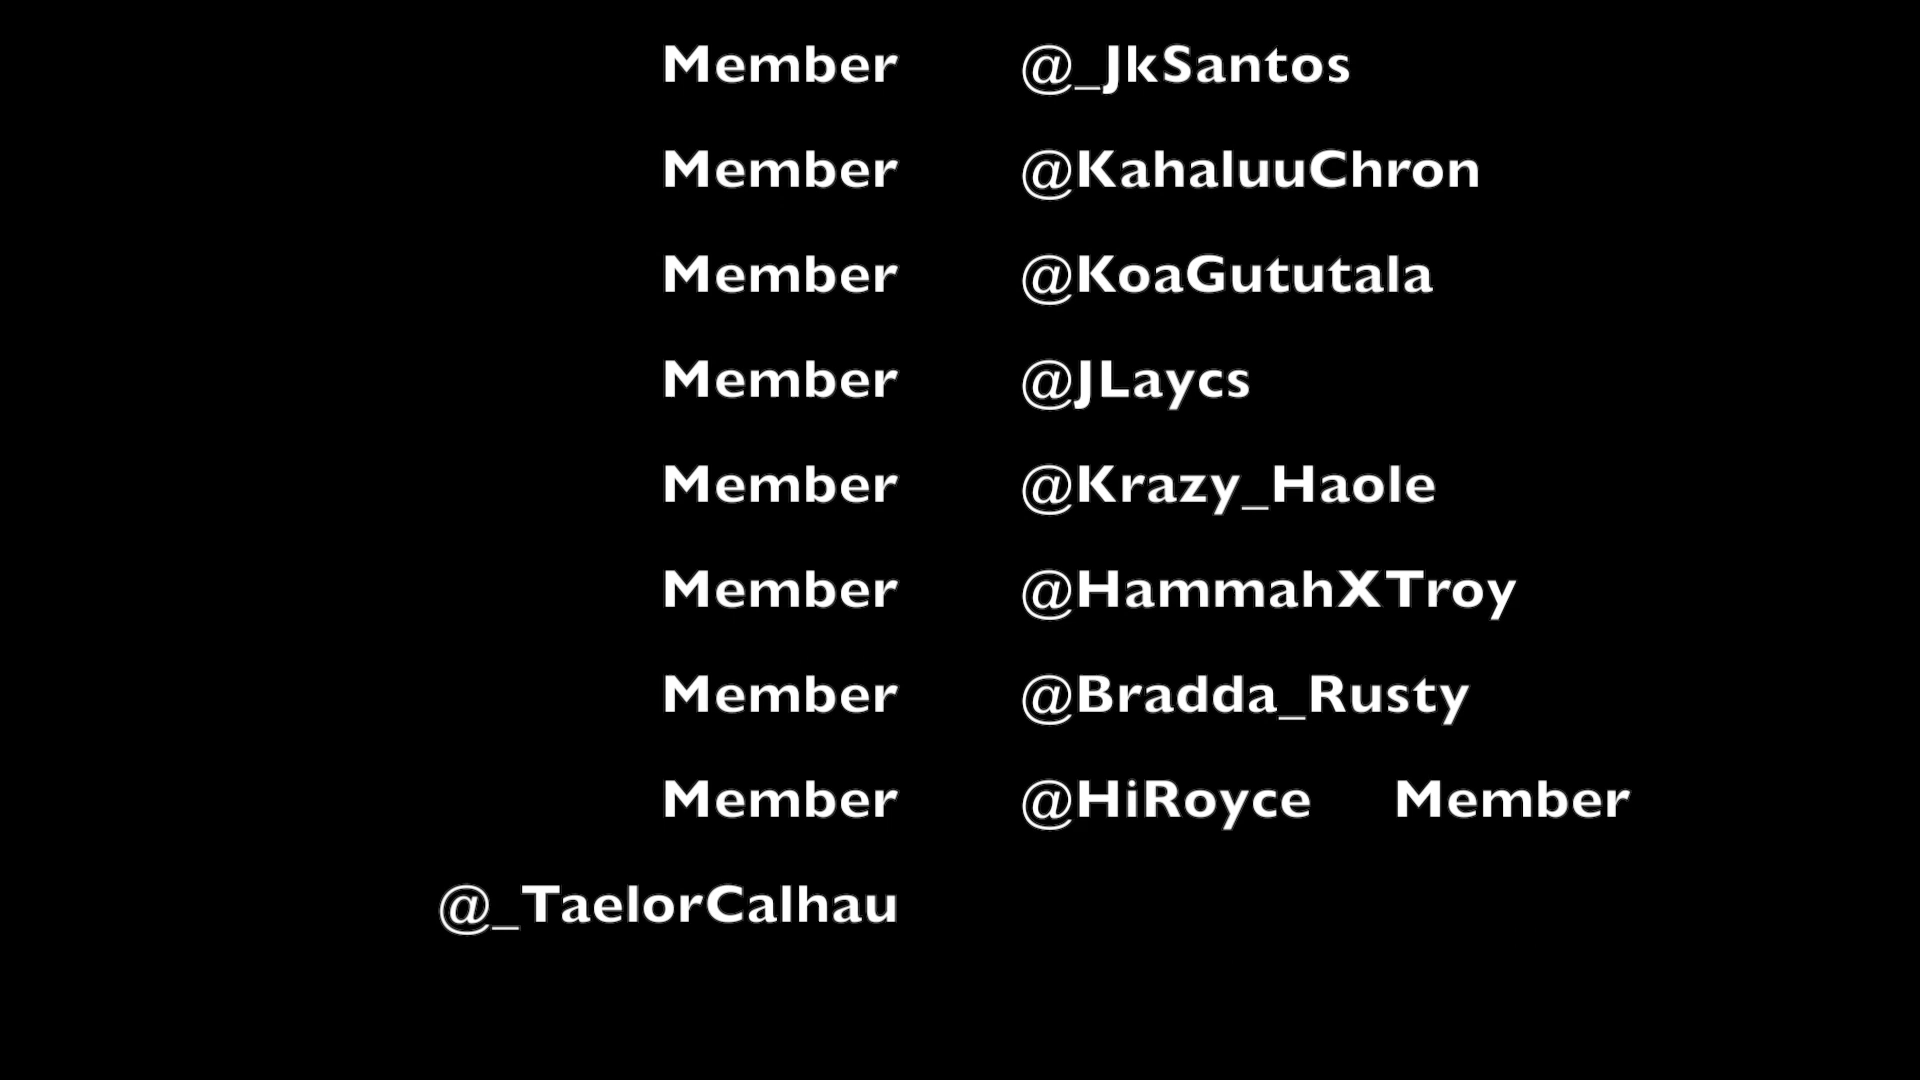 Member @_JkSantos
Member @KahaluuChron
Member @KoaGututala
Member @JLaycs
Member @Krazy_Haole
Member @HammahXTroy
Member @Bradda_Rusty
Member @HiRoyce Member
@_TaelorCalhau